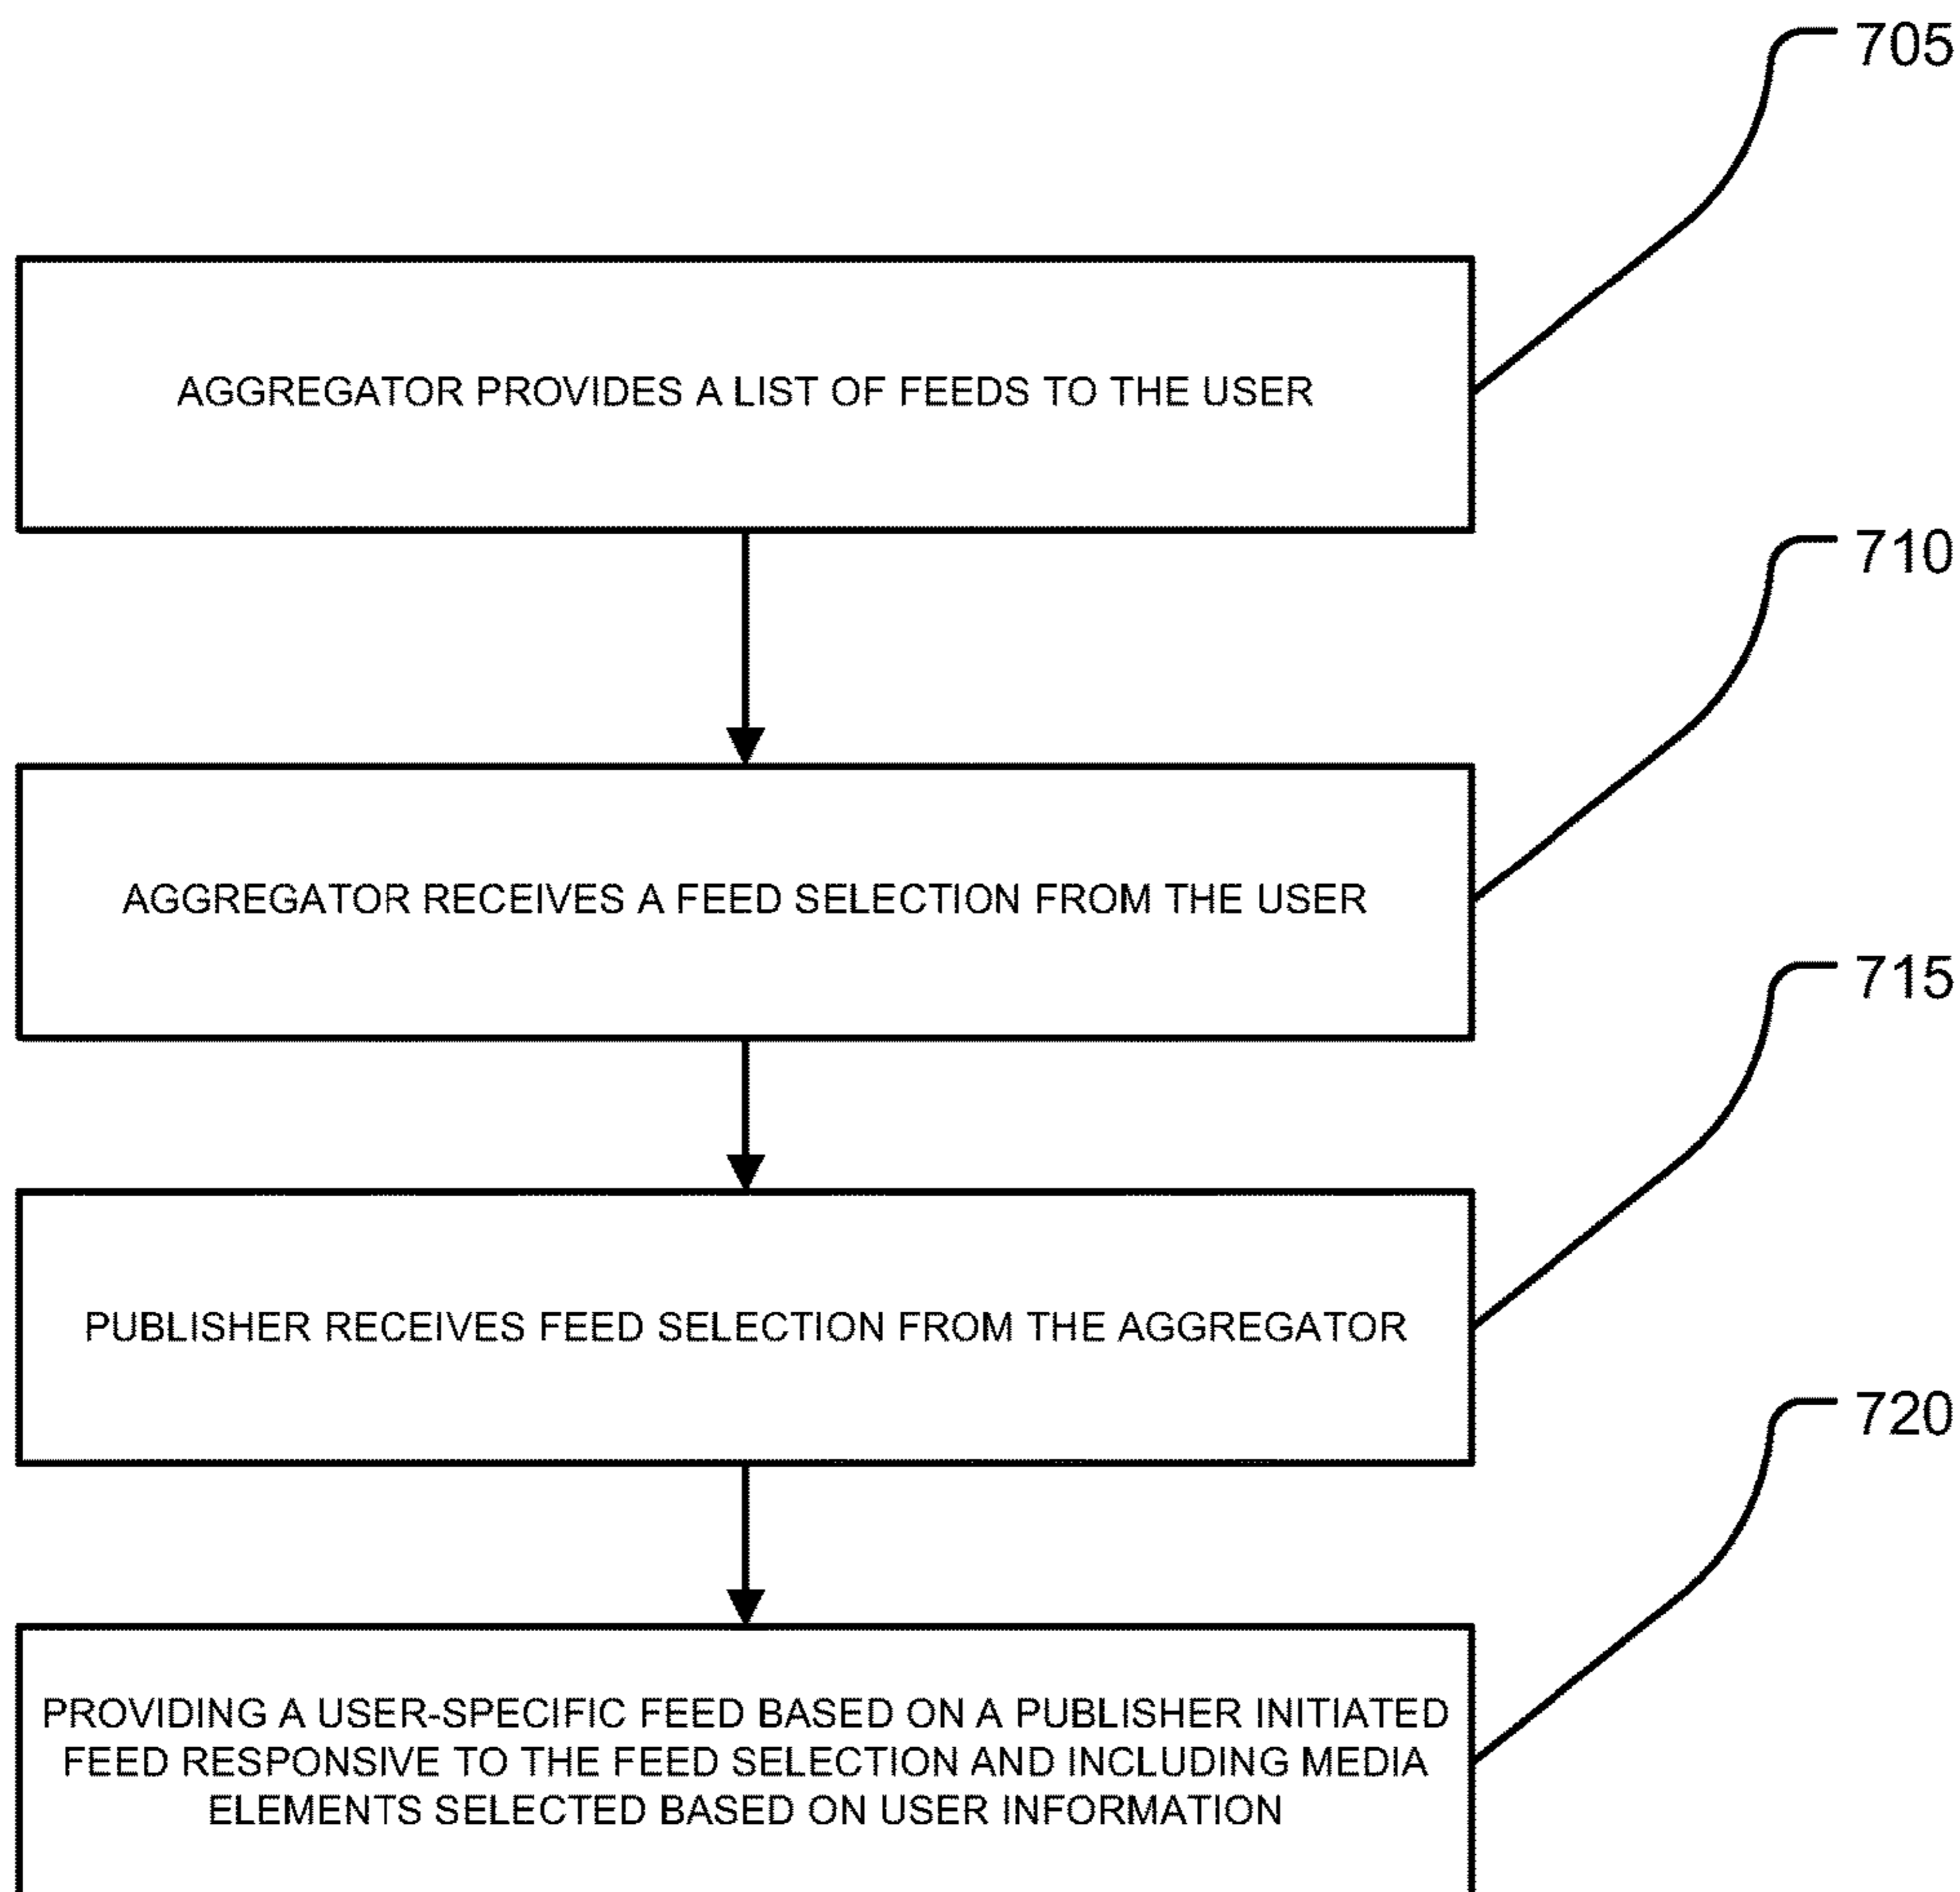 705
AGGREGATOR PROVIDES A LIST OF FEEDS TO THE USER
710
AGGREGATOR RECEIVES A FEED SELECTION FROM THE USER
715
PUBLISHER RECEIVES FEED SELECTION FROM THE AGGREGATOR
720
PROVIDING A USER-SPECIFIC FEED BASED ON A PUBLISHER INITIATED
FEED RESPONSIVE TO THE FEED SELECTION AND INCLUDING MEDIA
ELEMENTS SELECTED BASED ON USER INFORMATION